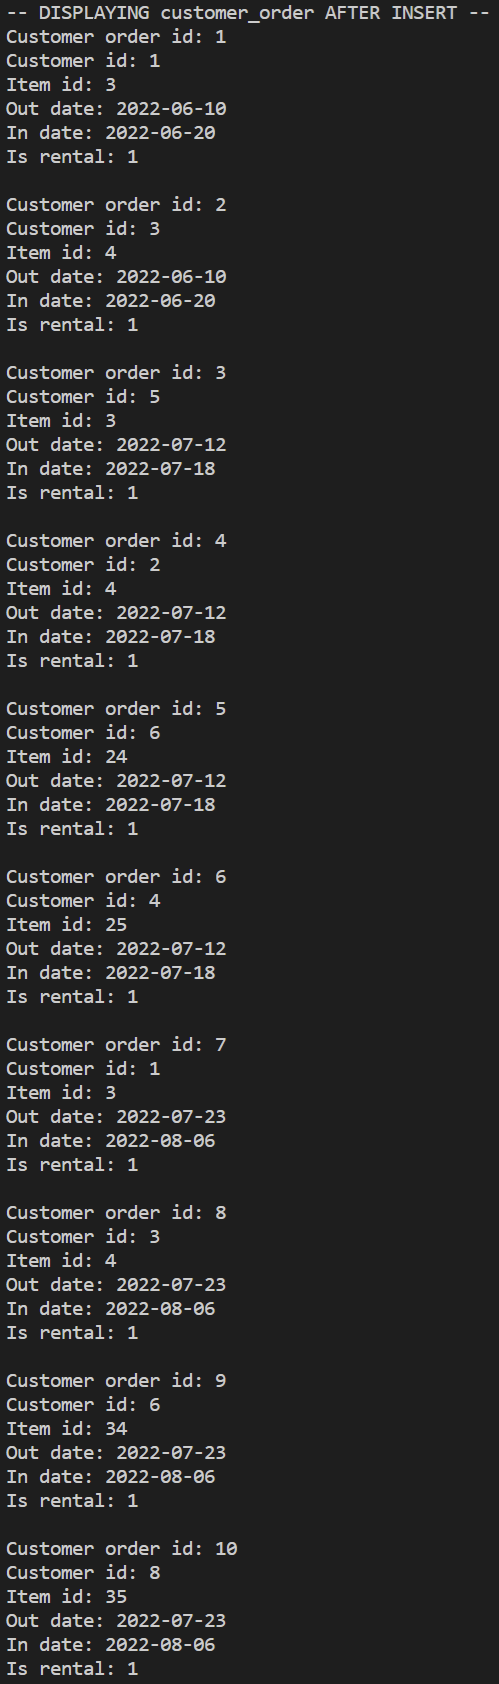 -- DISPLAYING customer_order AFTER INSERT --
Customer order id: 1
Customer id: 1
Item id: 3
Out date: 2022-06-10
In date: 2022-06-20
Is rental: 1

Customer order id: 2
Customer id: 3
Item id: 4
Out date: 2022-06-10
In date: 2022-06-20
Is rental: 1

Customer order id: 3
Customer id: 5
Item id: 3
Out date: 2022-07-12
In date: 2022-07-18
Is rental: 1

Customer order id: 4
Customer id: 2
Item id: 4
Out date: 2022-07-12
In date: 2022-07-18
Is rental: 1

Customer order id: 5
Customer id: 6
Item id: 24
Out date: 2022-07-12
In date: 2022-07-18
Is rental: 1

Customer order id: 6
Customer id: 4
Item id: 25
Out date: 2022-07-12
In date: 2022-07-18
Is rental: 1

Customer order id: 7
Customer id: 1
Item id: 3
Out date: 2022-07-23
In date: 2022-08-06
Is rental: 1

Customer order id: 8
Customer id: 3
Item id: 4
Out date: 2022-07-23
In date: 2022-08-06
Is rental: 1

Customer order id: 9
Customer id: 6
Item id: 34
Out date: 2022-07-23
In date: 2022-08-06
Is rental: 1

Customer order id: 10
Customer id: 8
Item id: 35
Out date: 2022-07-23
In date: 2022-08-06
Is rental: 1